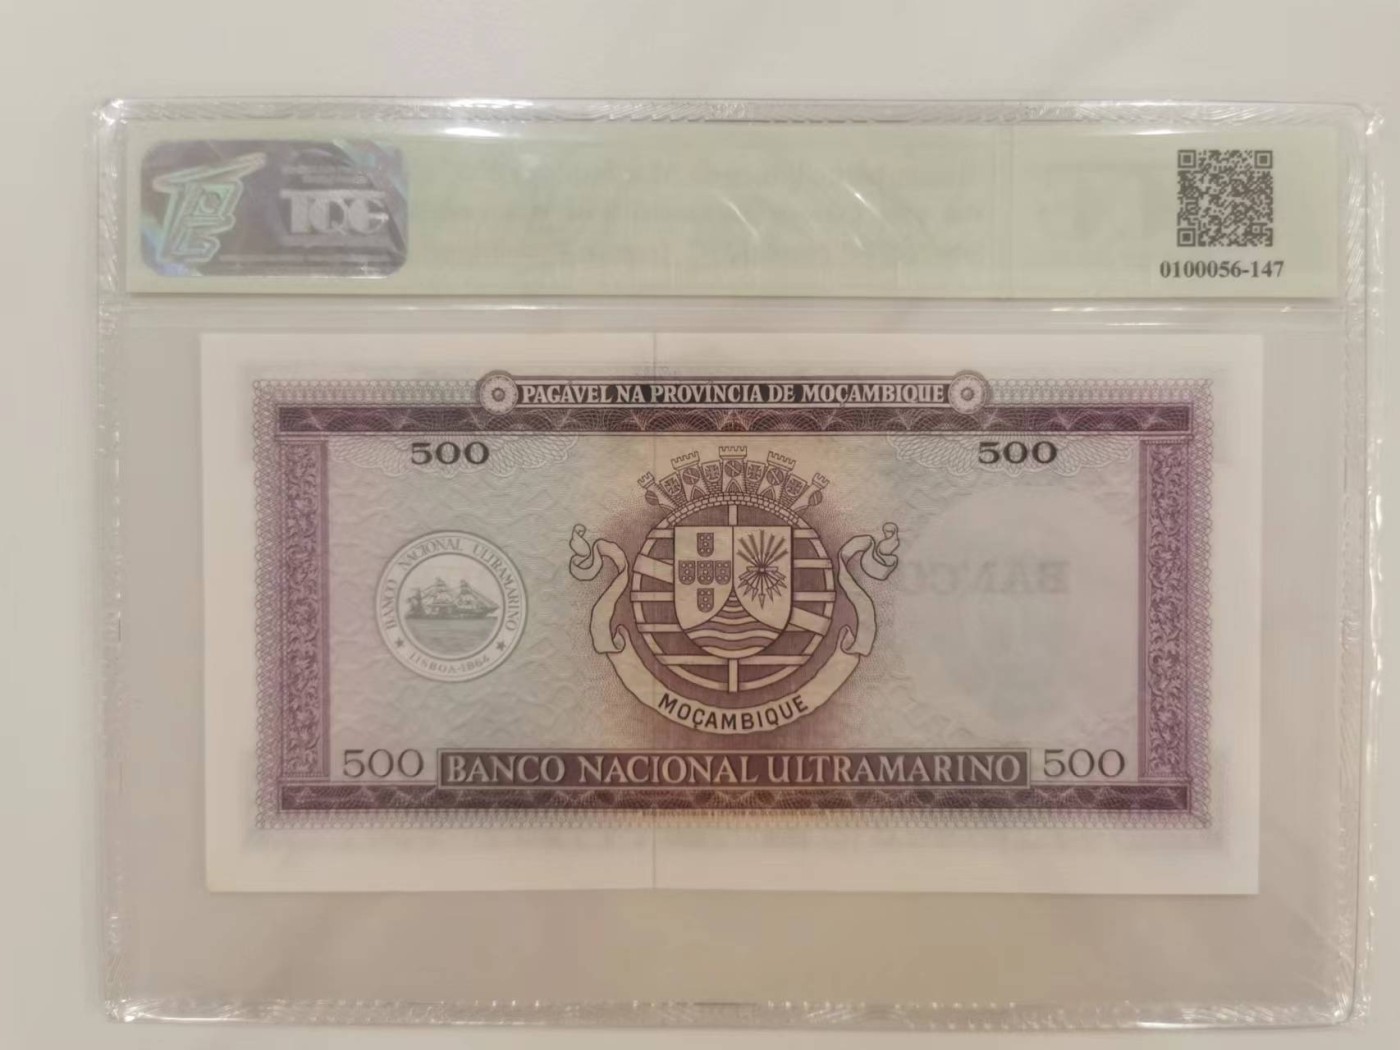 TQG
0100056-147
PAGAVEL NA PROVINCIA DE MOÇAMBIQUE
500
500
BANCO NACIONAL ULTRAMARINO
LISBOA-1864
BANCO
MOÇAMBIQUE
500
BANCO NACIONAL ULTRAMARINO
500